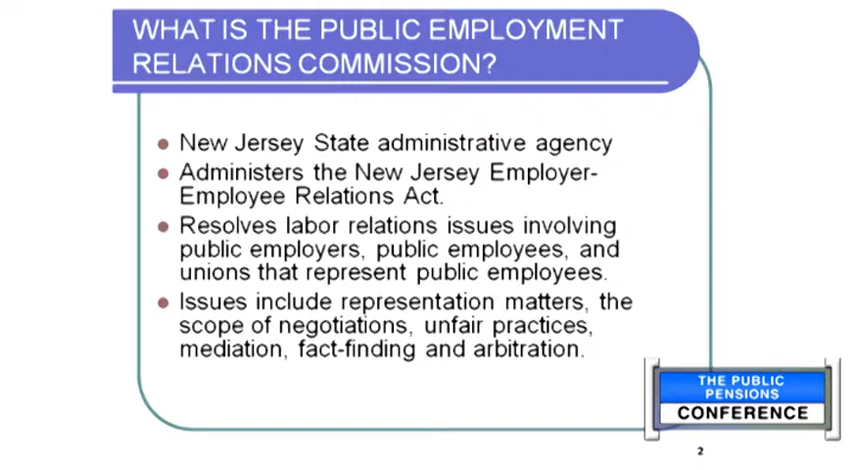 WHAT IS THE PUBLIC EMPLOYMENT
RELATIONS COMMISSION?
New Jersey State administrative agency
Administers the New Jersey Employer-
Employee Relations Act.
Resolves labor relations issues involving
public employers, public employees, and
unions that represent public employees.
Issues include representation matters, the
scope of negotiations, unfair practices,
mediation, fact-finding and arbitration.
THE PUBLIC
PENSIONS
CONFERENCE
2